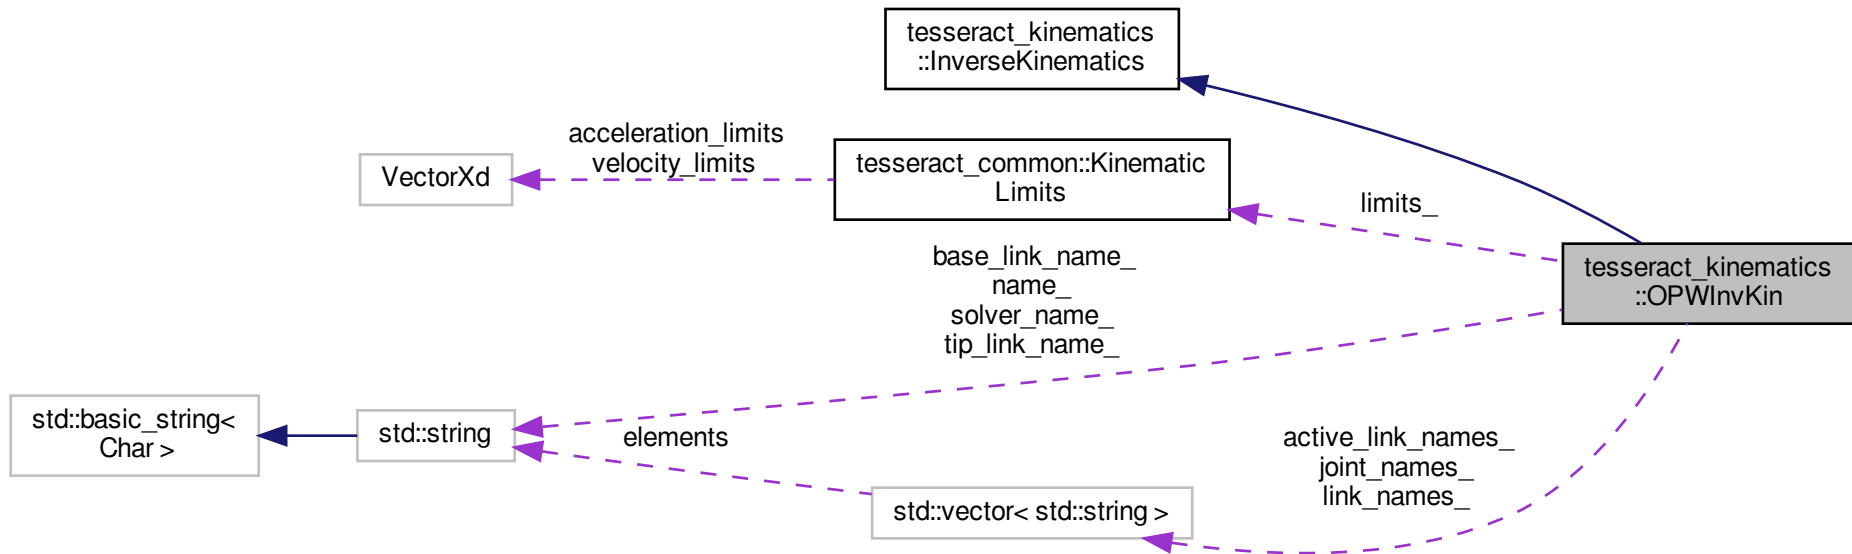 tesseract_kinematics
::InverseKinematics
acceleration_limits
velocity_limits
VectorXd
tesseract_common::Kinematic
Limits
limits_
base_link_name_
name_
solver_name_
tip_link_name_
tesseract_kinematics
::OPWInvKin
std::basic_string<
Char >
std::string
elements
active_link_names_
joint_names_
link_names_
std::vector< std::string >